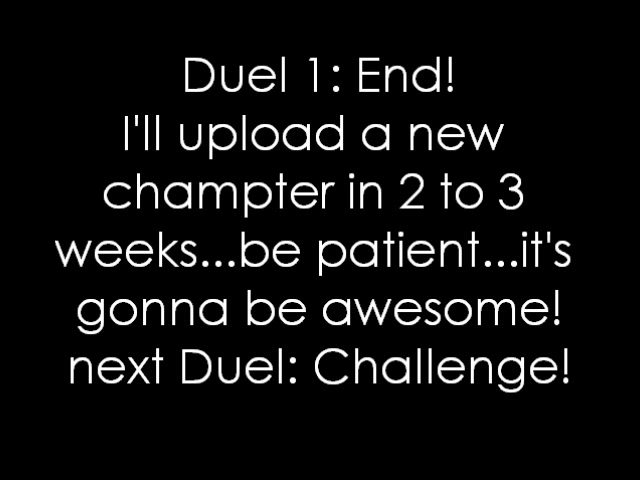 Duel 1: End!
I'll upload a new
champter in 2 to 3
weeks...be patient...it's
gonna be awesome!
next Duel: Challenge!